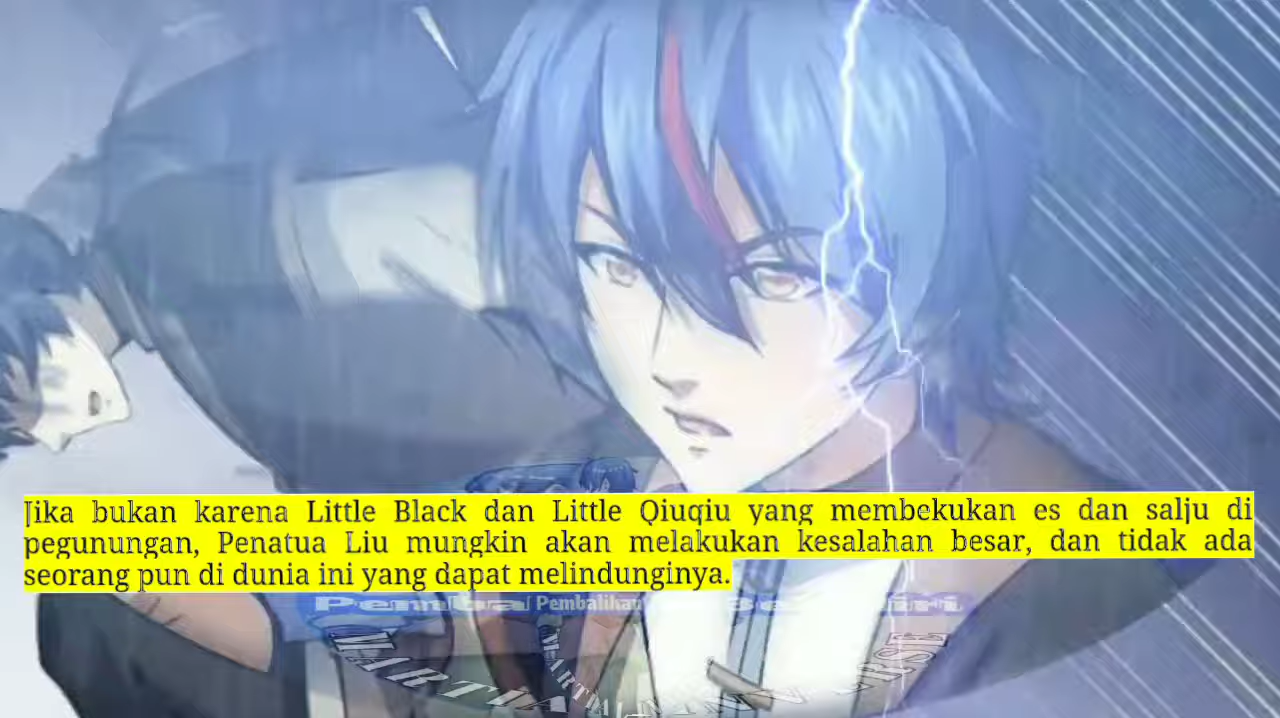 Jika bukan karena Little Black dan Little Qiuqiu yang membekukan es dan salju di
pegunungan, Penatua Liu mungkin akan melakukan kesalahan besar, dan tidak ada
seorang pun di dunia ini yang dapat melindunginya.
Pembalikan